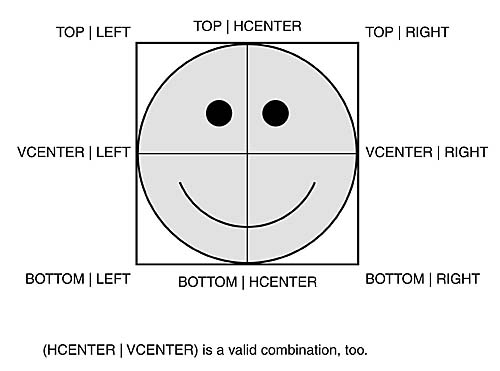 TOP | LEFT
TOP | HCENTER
TOP | RIGHT
VCENTER | LEFT
VCENTER | RIGHT
BOTTOM | LEFT
BOTTOM | HCENTER
BOTTOM | RIGHT
(HCENTER | VCENTER) is a valid combination, too.